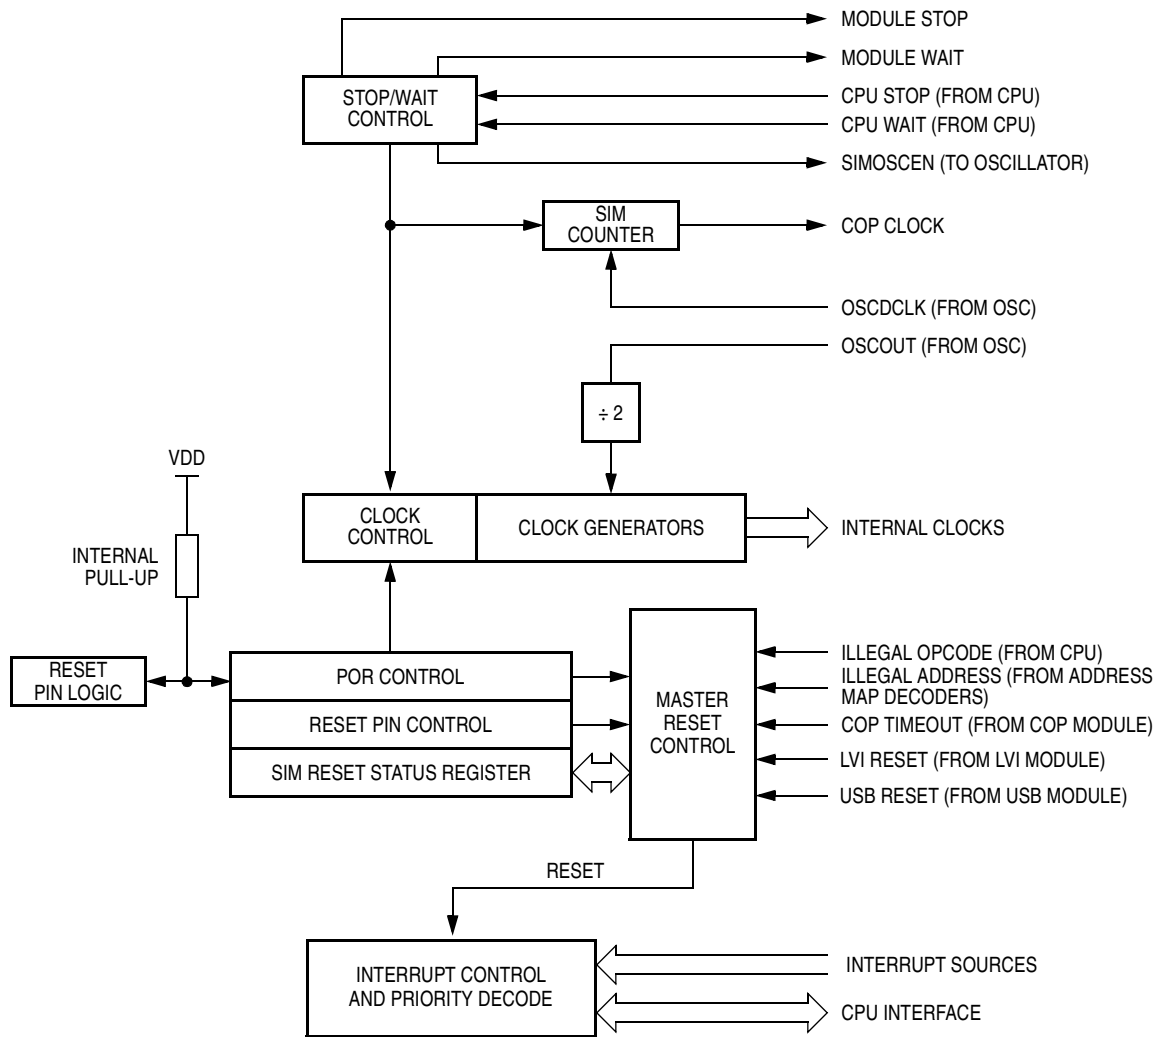 MODULE STOP
MODULE WAIT
STOP/WAIT
CONTROL
CPU STOP (FROM CPU)
CPU WAIT (FROM CPU)
SIMOSCEN (TO OSCILLATOR)
SIM
COUNTER
COP CLOCK
OSCDCLK (FROM OSC)
OSCOUT (FROM OSC)
÷ 2
VDD
CLOCK
CONTROL
CLOCK GENERATORS
INTERNAL CLOCKS
INTERNAL
PULL-UP
RESET
PIN LOGIC
POR CONTROL
RESET PIN CONTROL
SIM RESET STATUS REGISTER
MASTER
RESET
CONTROL
ILLEGAL OPCODE (FROM CPU)
ILLEGAL ADDRESS (FROM ADDRESS
MAP DECODERS)
COP TIMEOUT (FROM COP MODULE)
LVI RESET (FROM LVI MODULE)
USB RESET (FROM USB MODULE)
RESET
INTERRUPT CONTROL
AND PRIORITY DECODE
INTERRUPT SOURCES
CPU INTERFACE